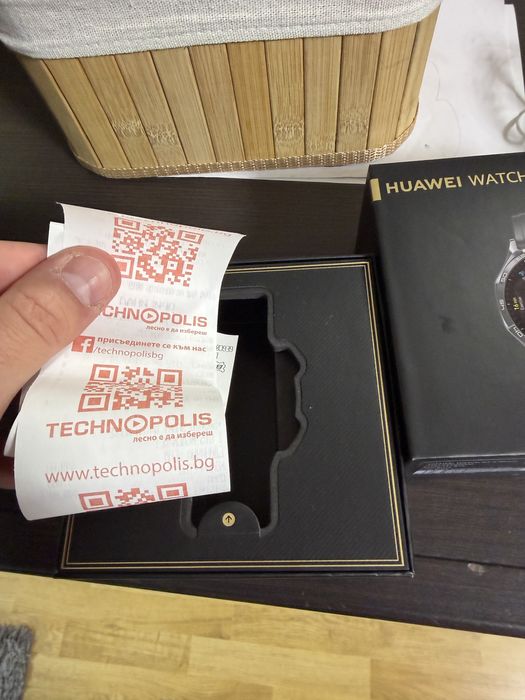 HUAWEI WATCH
TECHNOPOLIS
лесно е да избереш
присъединете се към нас
/technopolisbg
TECHNOPOLIS
лесно е да избереш
www.technopolis.bg